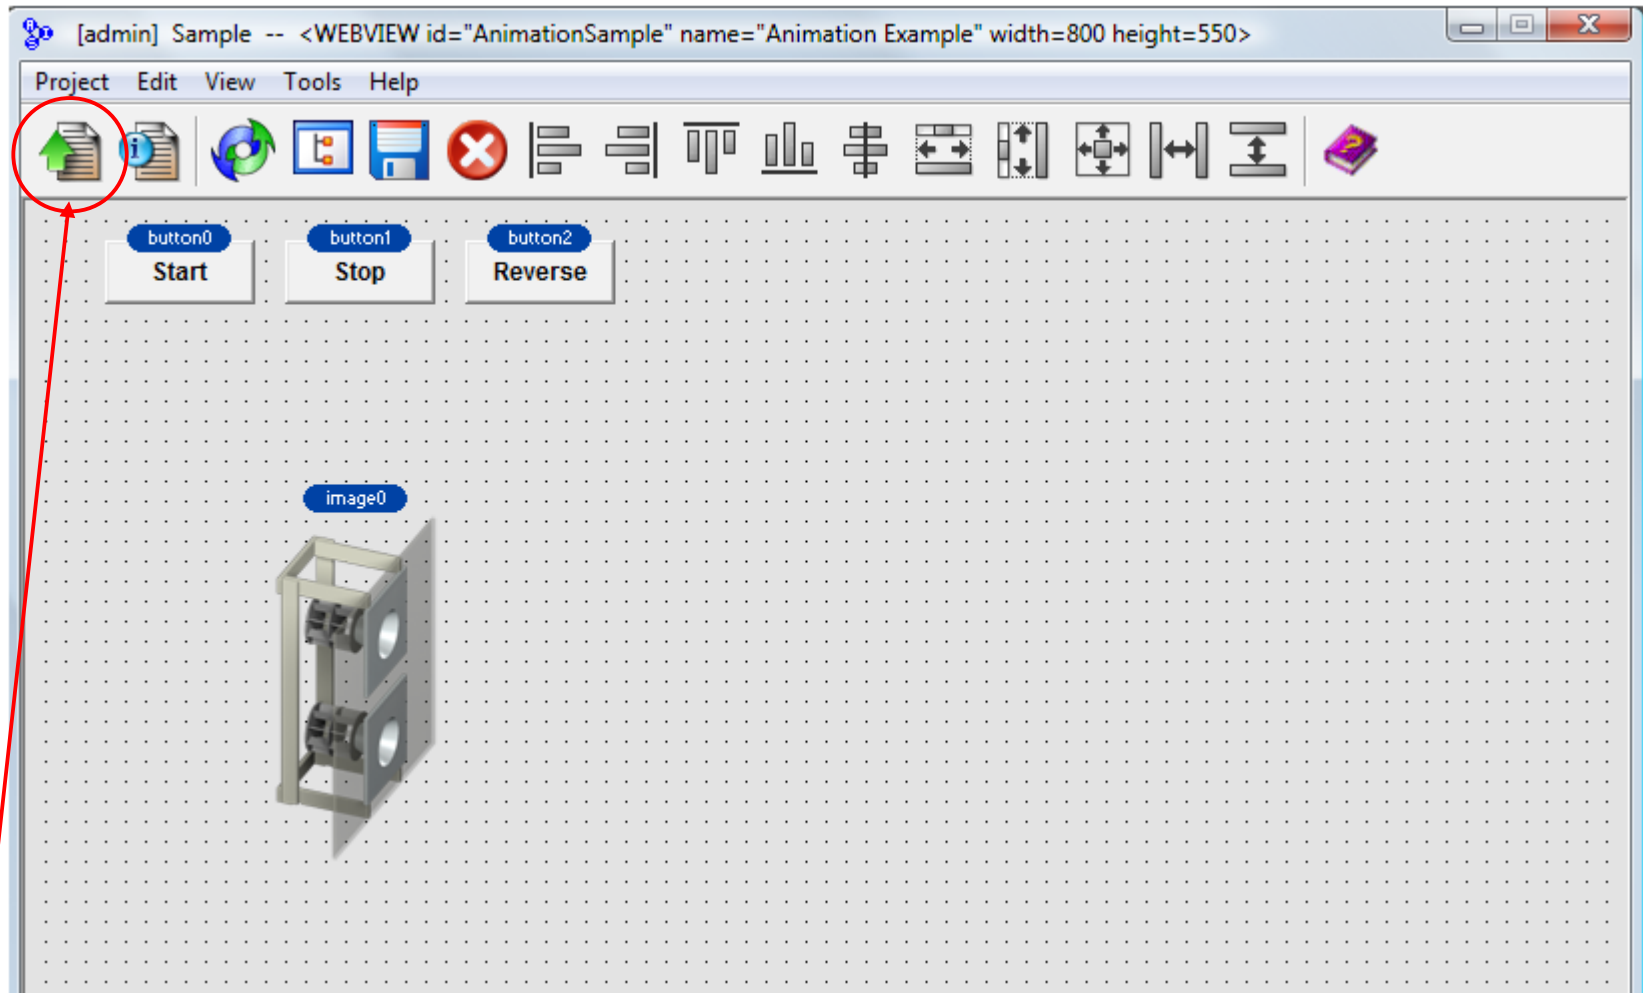 [admin] Sample -- <WEBVIEW id="AnimationSample" name="Animation Example" width=800 height=550>
Project Edit View Tools Help
button0 button1 button2
Start Stop Reverse
image0